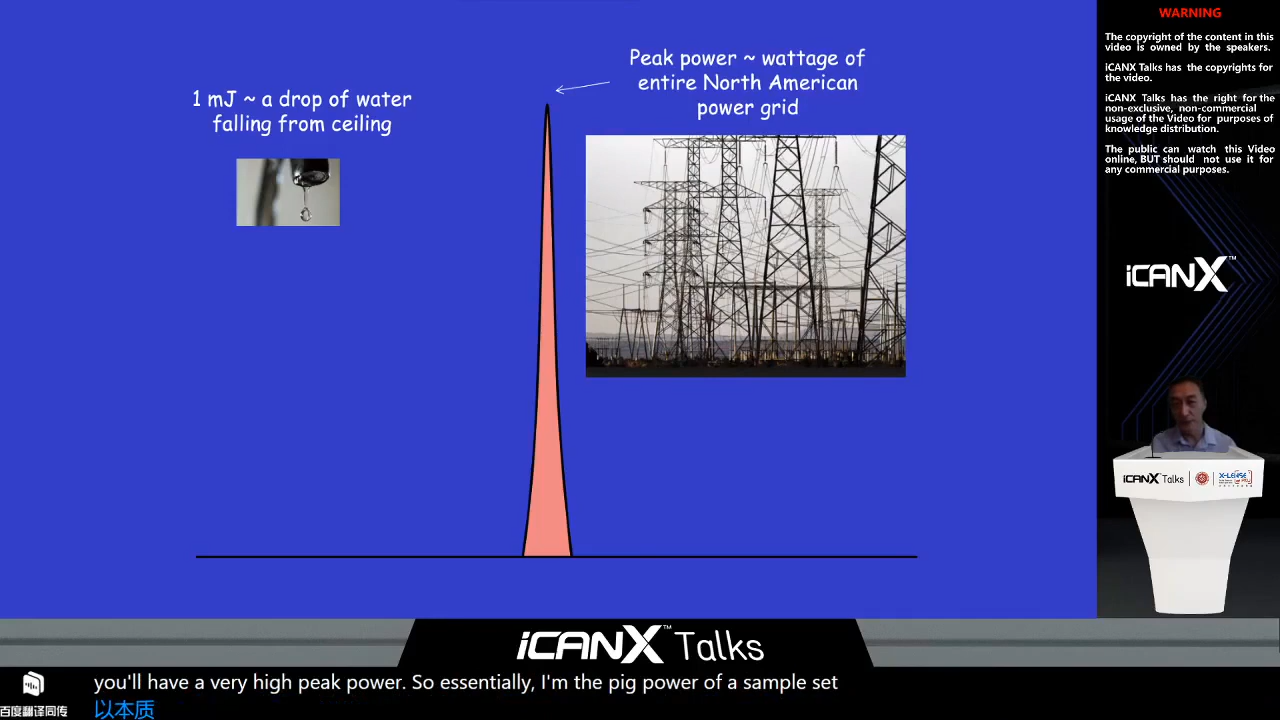 1 mJ ~ a drop of water
falling from ceiling
Peak power ~ wattage of
entire North American
power grid
WARNING
The copyright of the content in this
video is owned by the speakers.
iCANX Talks has the copyrights for
the video.
iCANX Talks has the right for the
non-exclusive, non-commercial
usage of the Video for purposes of
knowledge distribution.
The public can watch this Video
online, BUT should not use it for
any commercial purposes.
iCANX™
iCANX Talks
iCANX™ Talks
you'll have a very high peak power. So essentially, I'm the pig power of a sample set
以本质
百度翻译同传